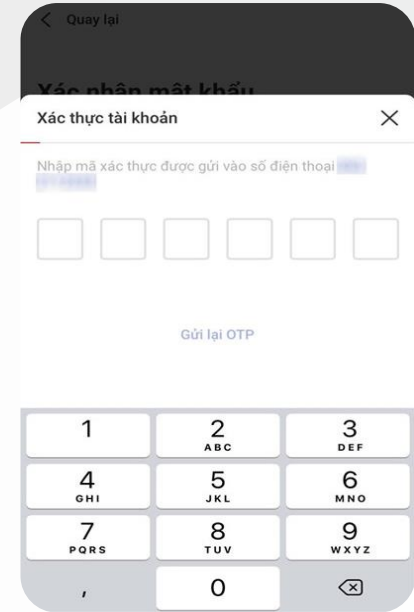 Quay lại
Xác nhận mật khẩu
Xác thực tài khoản
Nhập mã xác thực được gửi vào số điện thoại
Gửi lại OTP
1
2
ABC
3
DEF
4
GHI
5
JKL
6
MNO
7
PQRS
8
TUV
9
WXYZ
,
0